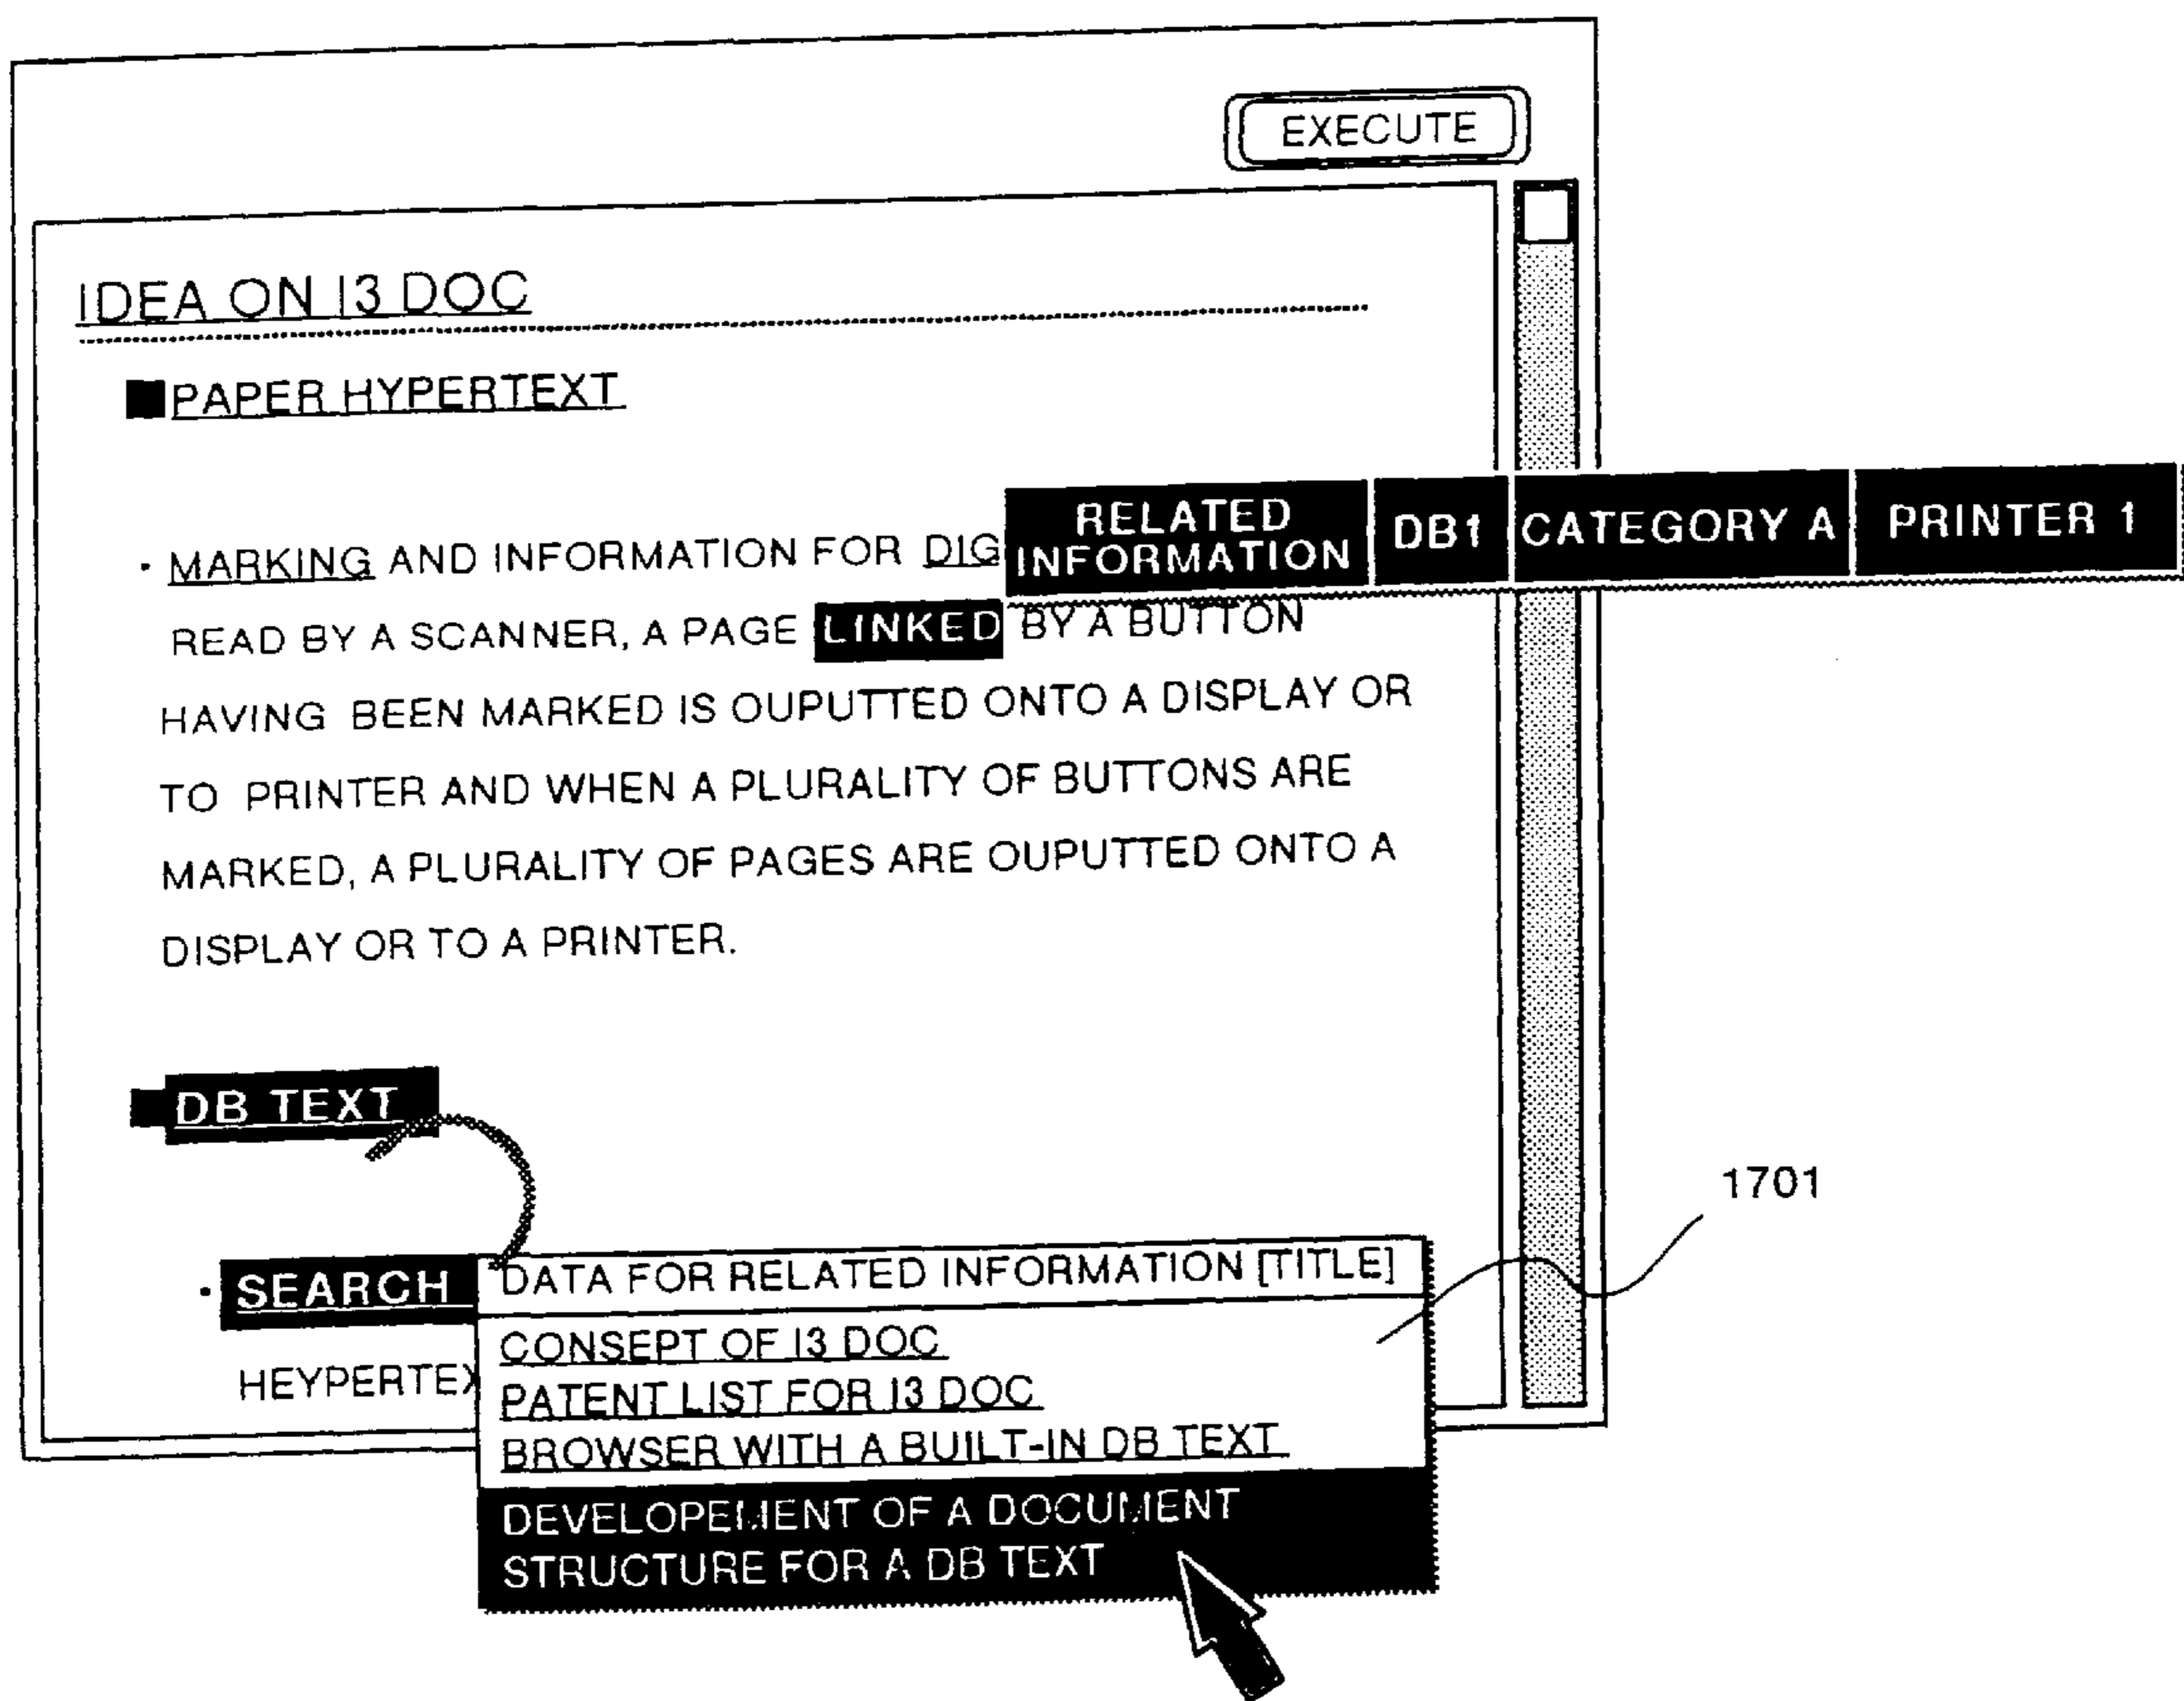 EXECUTE
IDEA ON I3 DOC
PAPER HYPERTEXT
RELATED
INFORMATION
DB1
CATEGORY A
PRINTER 1
· MARKING AND INFORMATION FOR DIG
READ BY A SCANNER, A PAGE LINKED BY A BUTTON
HAVING BEEN MARKED IS OUPUTTED ONTO A DISPLAY OR
TO PRINTER AND WHEN A PLURALITY OF BUTTONS ARE
MARKED, A PLURALITY OF PAGES ARE OUPUTTED ONTO A
DISPLAY OR TO A PRINTER.
DB TEXT
1701
· SEARCH
HEYPERTEX
DATA FOR RELATED INFORMATION [TITLE]
CONSEPT OF I3 DOC
PATENT LIST FOR I3 DOC
BROWSER WITH A BUILT-IN DB TEXT
DEVELOPEMENT OF A DOCUMENT
STRUCTURE FOR A DB TEXT